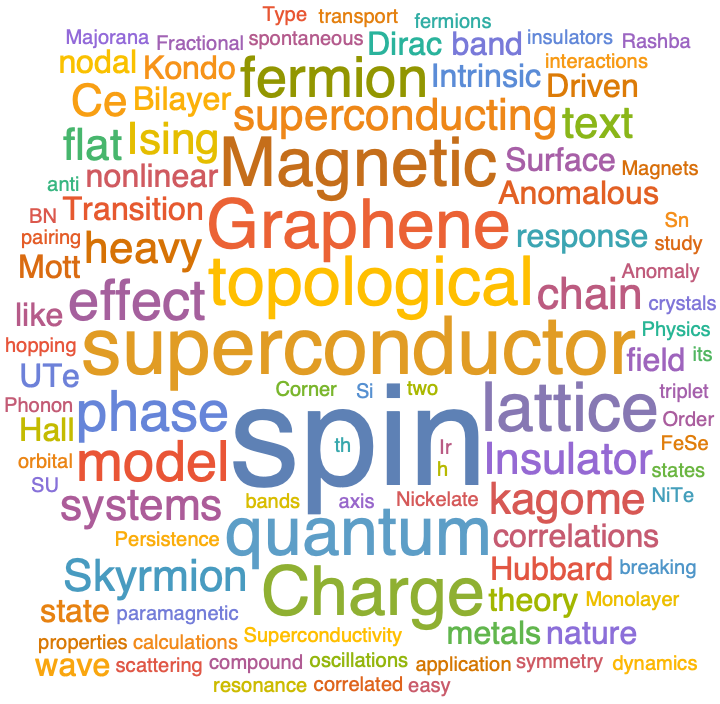 Type transport fermions
Majorana Fractional spontaneous Dirac band insulators Rashba
nodal Kondo fermion Intrinsic interactions
Ce Bilayer superconducting Driven
flat Ising Magnetic text
anti nonlinear Surface Magnets
BN Transition Graphene Anomalous Sn
pairing heavy response study
Mott topological Anomaly
like effect chain crystals
hopping superconductor field Physics its
UTe Corner Si two triplet
Phonon phase spin lattice Order
Hall th Ir FeSe
orbital model h Insulator states
SU bands axis Nickelate kagome NiTe
systems quantum correlations
Persistence Hubbard breaking
Skyrmion Charge theory Monolayer
state paramagnetic metals nature
properties calculations Superconductivity
wave scattering compound oscillations application symmetry dynamics
resonance correlated easy